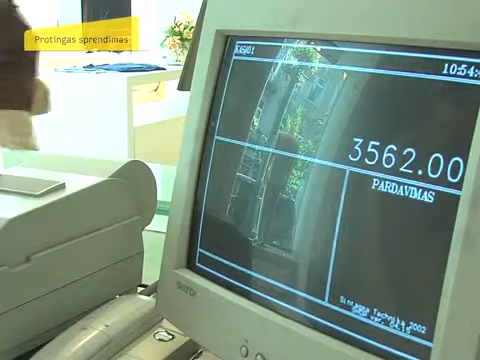 Protingas sprendimas
KASA01
10:54:
3562.00
PARDAVIMAS